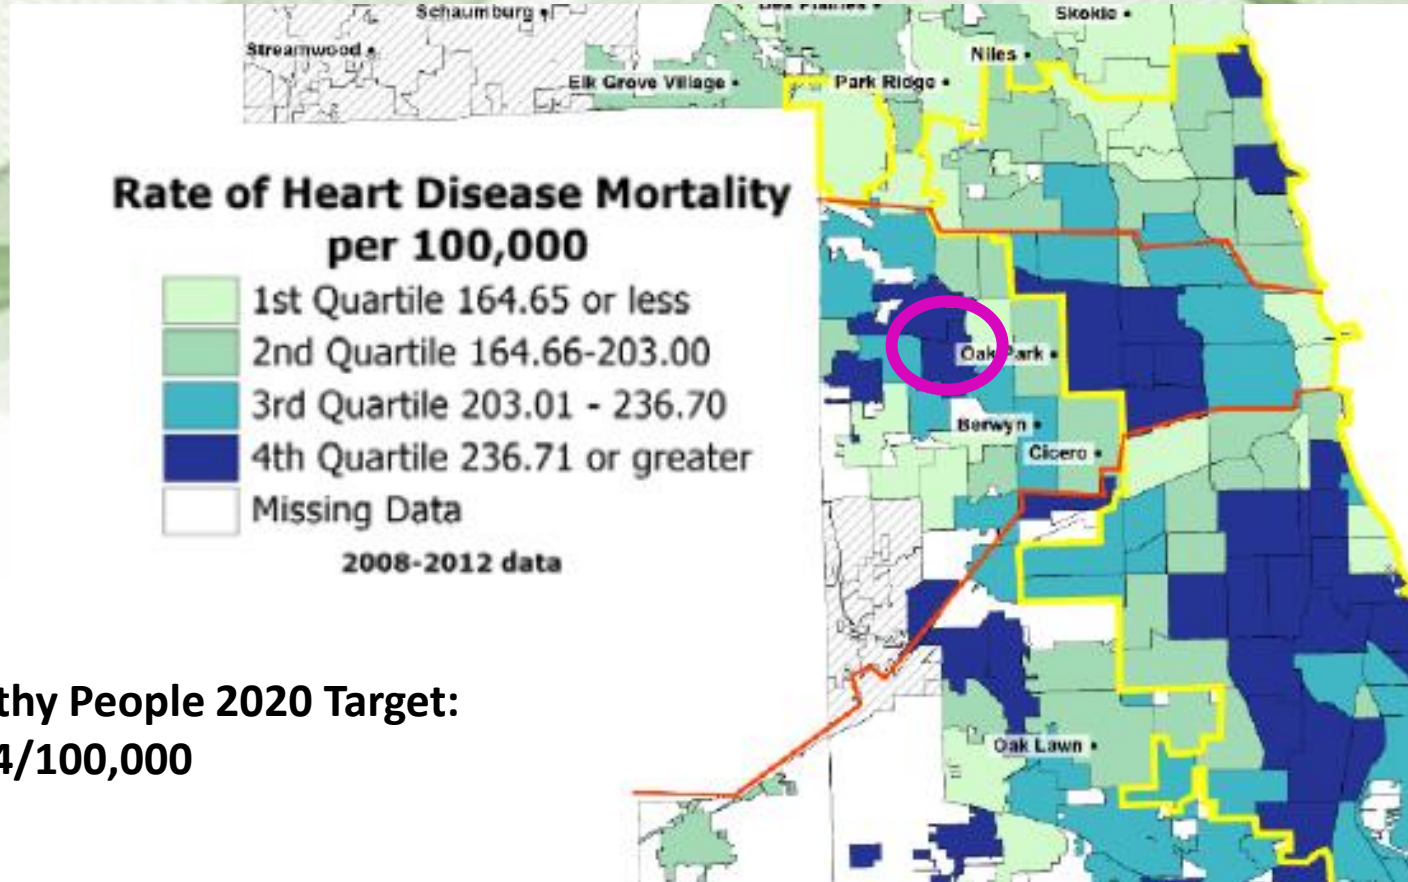 Schaumburg
Des Plaines
Skokie
Streamwood
Niles
Elk Grove Village
Park Ridge
Rate of Heart Disease Mortality
per 100,000
1st Quartile 164.65 or less
2nd Quartile 164.66-203.00
3rd Quartile 203.01 - 236.70
4th Quartile 236.71 or greater
Missing Data
2008-2012 data
Oak Park
Berwyn
Cicero
thy People 2020 Target:
4/100,000
Oak Lawn